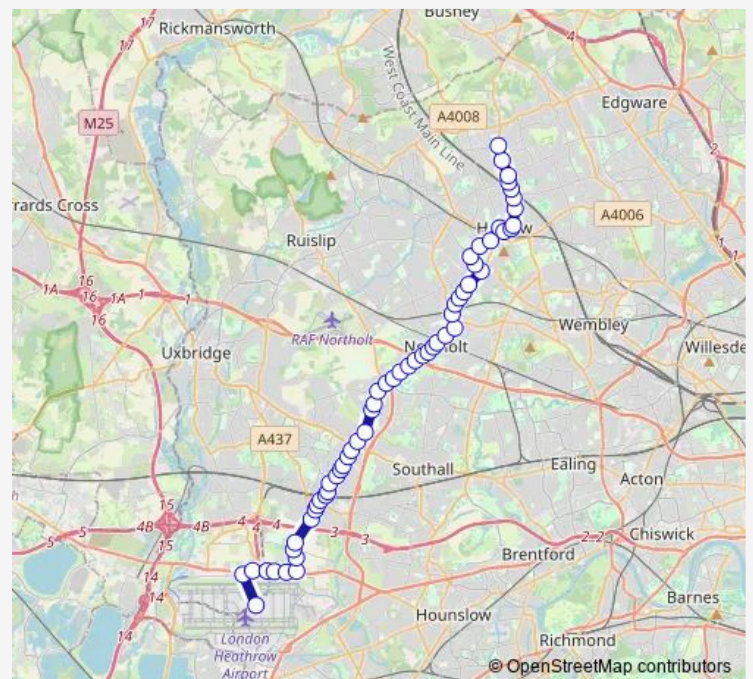 Bushey
Rickmansworth
17
17
4
Edgware
M25
A4008
West Coast Main Line
2
rards Cross
A4006
Ruislip
16
1A
16
1A
1
1
1
16
RAF Northolt
Wembley
Willesde
Uxbridge
A437
Southall
Ealing
Acton
15
5
5
4B
4B
4
4
4
3
3
2
2
15
Chiswick
Brentford
14
14
14
Barnes
Hounslow
London
Heathrow
Airport
Richmond
© OpenStreetMap contributors